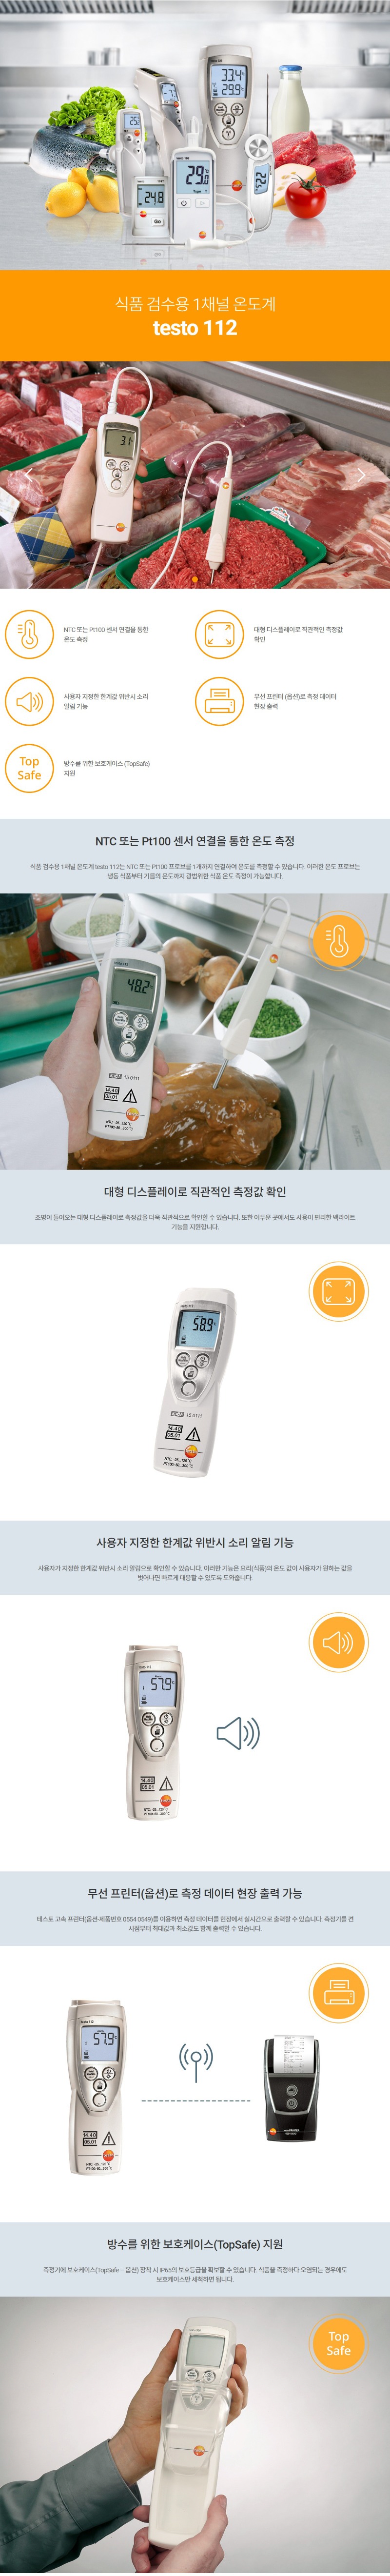 식품 검수용 1채널 온도계
testo 112
NTC 또는 Pt100 센서 연결을 통한
온도 측정
대형 디스플레이로 직관적인 측정값
확인
사용자 지정한 한계값 위반시 소리
알림 기능
무선 프린터 (옵션)로 측정 데이터
현장 출력
Top
Safe
방수를 위한 보호케이스 (TopSafe)
지원
NTC 또는 Pt100 센서 연결을 통한 온도 측정
식품 검수용 1채널 온도계 testo 112는 NTC 또는 Pt100 프로브를 1개까지 연결하여 온도를 측정할 수 있습니다. 이러한 온도 프로브는
냉동 식품부터 기름의 온도까지 광범위한 식품 온도 측정이 가능합니다.
48.2
대형 디스플레이로 직관적인 측정값 확인
조명이 들어오는 대형 디스플레이로 측정값을 더욱 직관적으로 확인할 수 있습니다. 또한 어두운 곳에서도 사용이 편리한 백라이트
기능을 지원합니다.
58.9
사용자 지정한 한계값 위반시 소리 알림 기능
사용자가 지정한 한계값 위반시 소리 알림으로 확인할 수 있습니다. 이러한 기능은 요리(식품)의 온도 값이 사용자가 원하는 값을
벗어나면 빠르게 대응할 수 있도록 도와줍니다.
57.9
무선 프린터(옵션)로 측정 데이터 현장 출력 가능
테스토 고속 프린터(옵션-제품번호 0554 0549)를 이용하면 측정 데이터를 현장에서 실시간으로 출력할 수 있습니다. 측정기를 켠
시점부터 최대값과 최소값도 함께 출력할 수 있습니다.
57.9
방수를 위한 보호케이스(TopSafe) 지원
측정기에 보호케이스(TopSafe – 옵션) 장착 시 IP65의 보호등급을 확보할 수 있습니다. 식품을 측정하다 오염되는 경우에도
보호케이스만 세척하면 됩니다.
Top
Safe